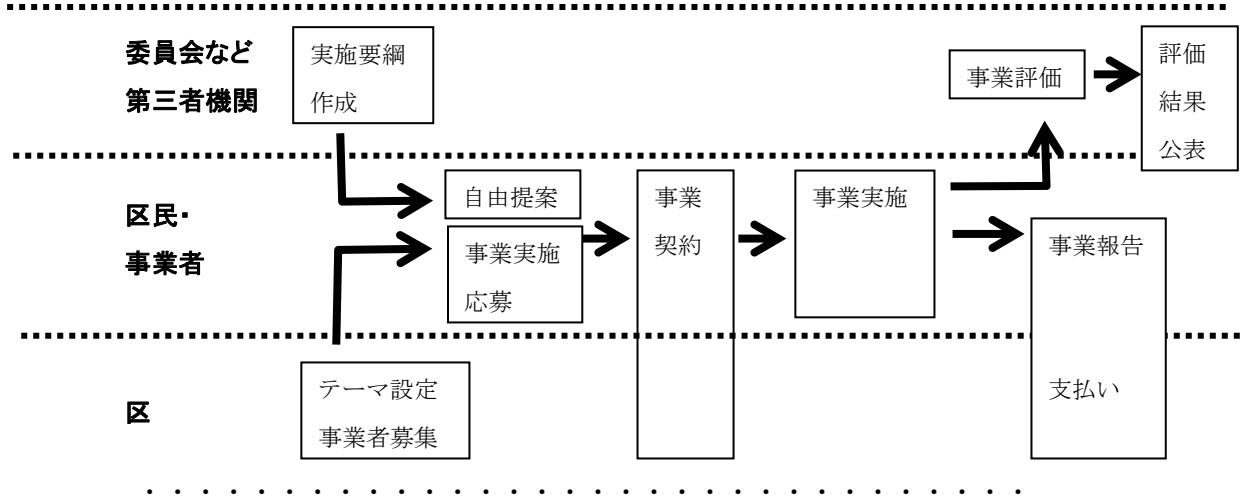 委員会など
第三者機関
実施要綱
作成
事業評価
評価
結果
公表
区民・
事業者
自由提案
事業実施
応募
事業
契約
事業実施
事業報告
支払い
区
テーマ設定
事業者募集